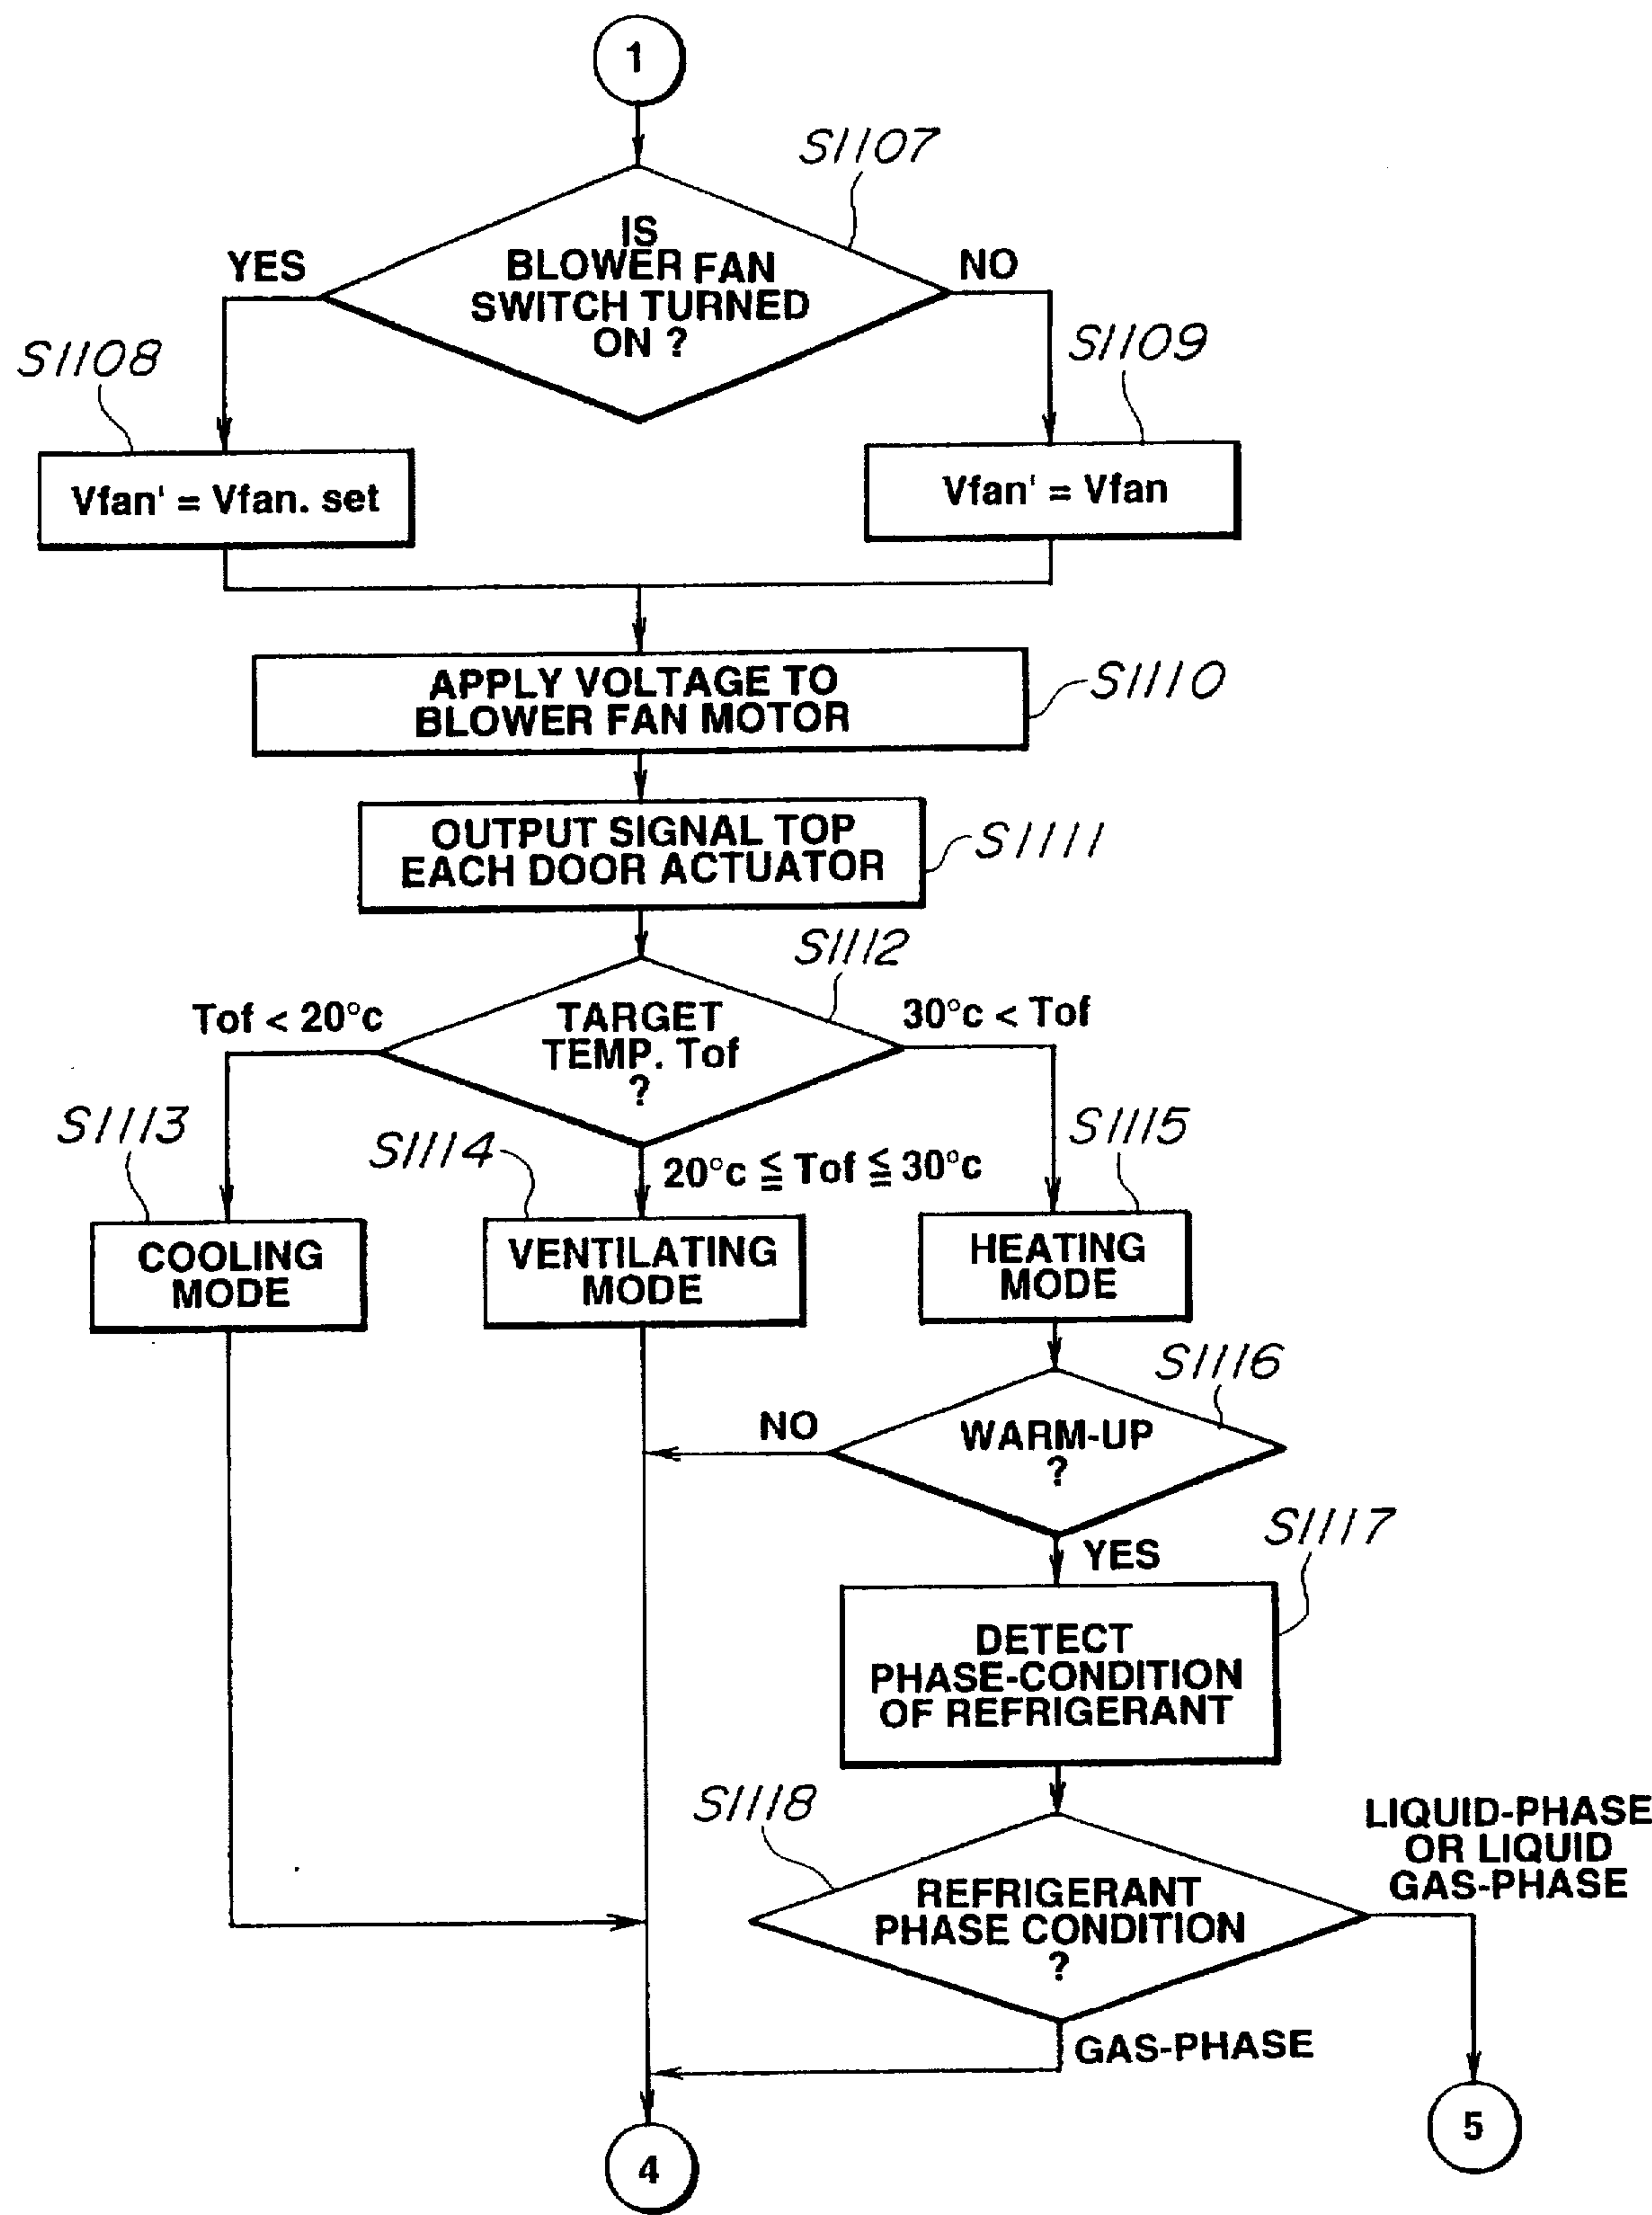 1
S1107
IS
BLOWER FAN
SWITCH TURNED
ON ?
YES
NO
S1108
S1109
Vfan' = Vfan. set
Vfan' = Vfan
APPLY VOLTAGE TO
BLOWER FAN MOTOR
S1110
OUTPUT SIGNAL TOP
EACH DOOR ACTUATOR
S1111
S1112
Tof < 20°c
TARGET
TEMP. Tof
?
30°c < Tof
S1113
S1114
20°c ≦ Tof ≦ 30°c
S1115
COOLING
MODE
VENTILATING
MODE
HEATING
MODE
S1116
NO
WARM-UP
?
YES
S1117
DETECT
PHASE-CONDITION
OF REFRIGERANT
S1118
REFRIGERANT
PHASE CONDITION
?
LIQUID-PHASE
OR LIQUID
GAS-PHASE
GAS-PHASE
4
5